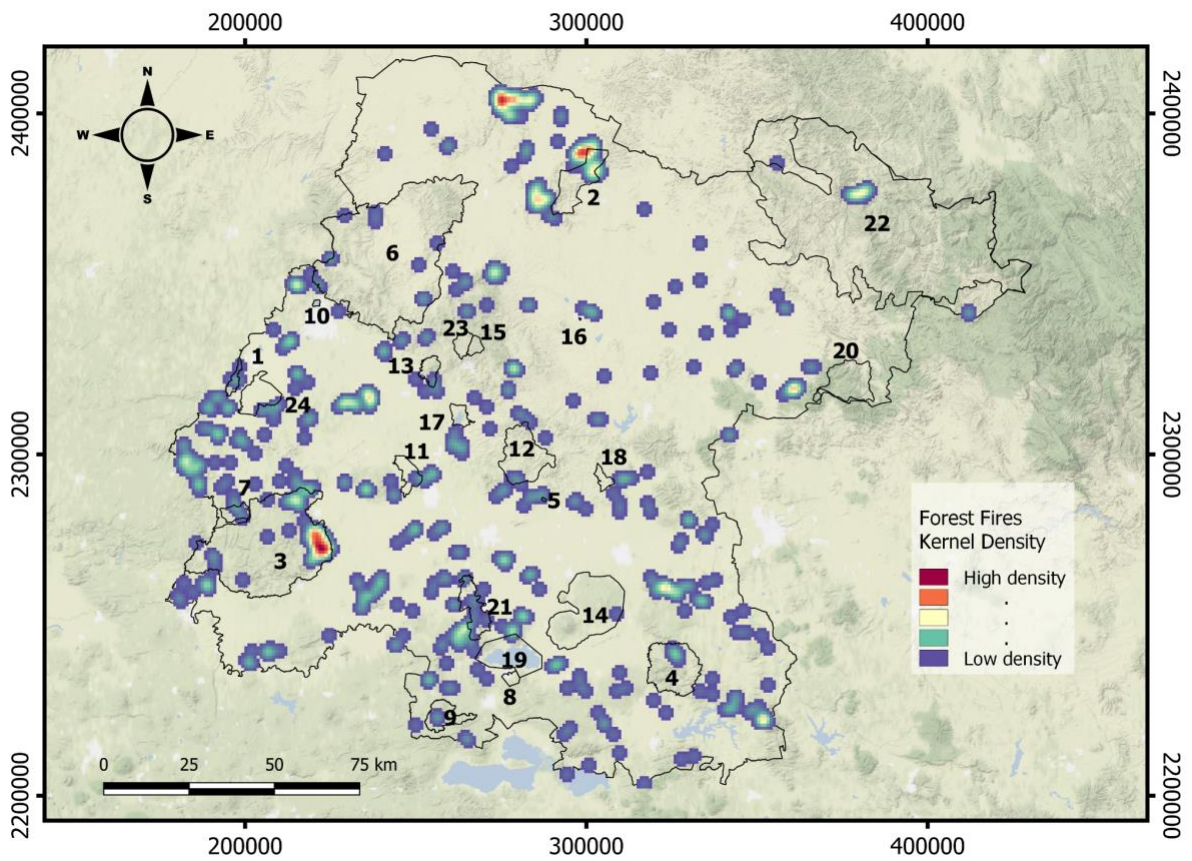 200000 300000 400000
N
W E
S
2400000 2400000
2
22
6
10
23 15
16
1
13
20
24
17
11 12 18
7
5
Forest Fires
Kernel Density
3
High density
.
.
Low density
21 14
19
4
8
9
0 25 50 75 km
2300000 2300000
2200000 2200000
200000 300000 400000